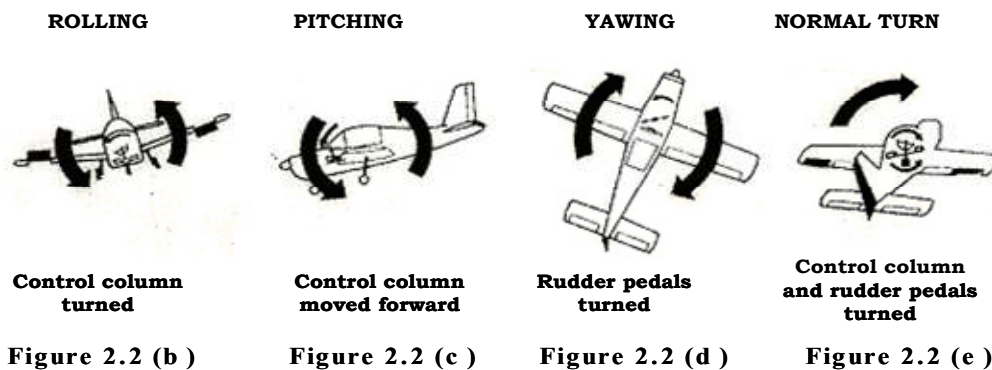 ROLLING PITCHING YAWING NORMAL TURN
Control column
turned
Control column
moved forward
Rudder pedals
turned
Control column
and rudder pedals
turned
Figure 2.2 (b ) Figure 2.2 (c ) Figure 2.2 (d ) Figure 2.2 (e )